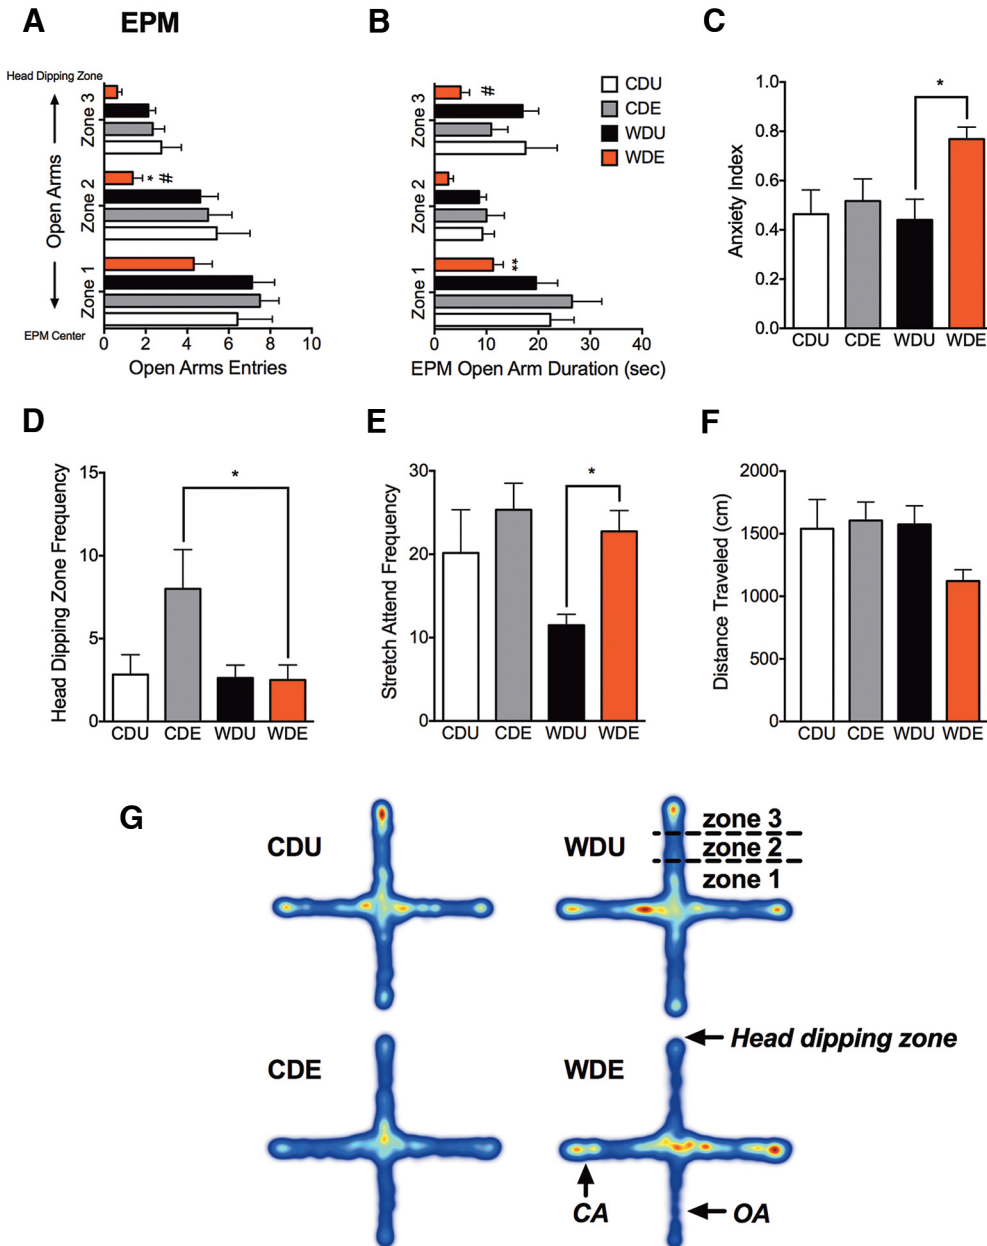 A
EPM
B
C
Head Dipping Zone
Open Arms
EPM Center
Zone 3
Zone 2
Zone 1
* #
0 2 4 6 8 10
Open Arms Entries
Zone 3
Zone 2
Zone 1
#
**
0 10 20 30 40
EPM Open Arm Duration (sec)
CDU
CDE
WDU
WDE
Anxiety Index
1.0
0.8
0.6
0.4
0.2
0.0
*
CDU CDE WDU WDE
D
E
F
Head Dipping Zone Frequency
15
10
5
0
*
CDU CDE WDU WDE
Stretch Attend Frequency
30
20
10
0
*
CDU CDE WDU WDE
Distance Traveled (cm)
2000
1500
1000
500
0
CDU CDE WDU WDE
G
CDU
WDU
zone 3
zone 2
zone 1
CDE
WDE
Head dipping zone
CA
OA